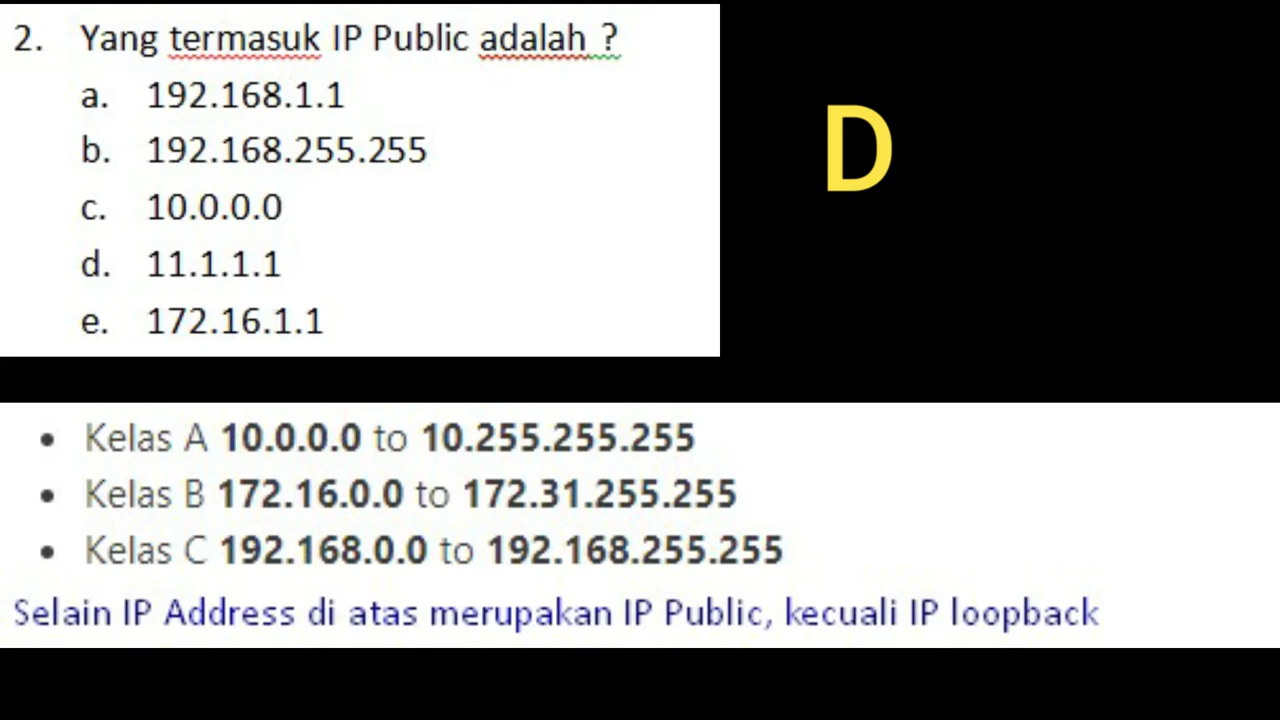 2. Yang termasuk IP Public adalah ?
a. 192.168.1.1
b. 192.168.255.255
c. 10.0.0.0
d. 11.1.1.1
e. 172.16.1.1
D
• Kelas A 10.0.0.0 to 10.255.255.255
• Kelas B 172.16.0.0 to 172.31.255.255
• Kelas C 192.168.0.0 to 192.168.255.255
Selain IP Address di atas merupakan IP Public, kecuali IP loopback